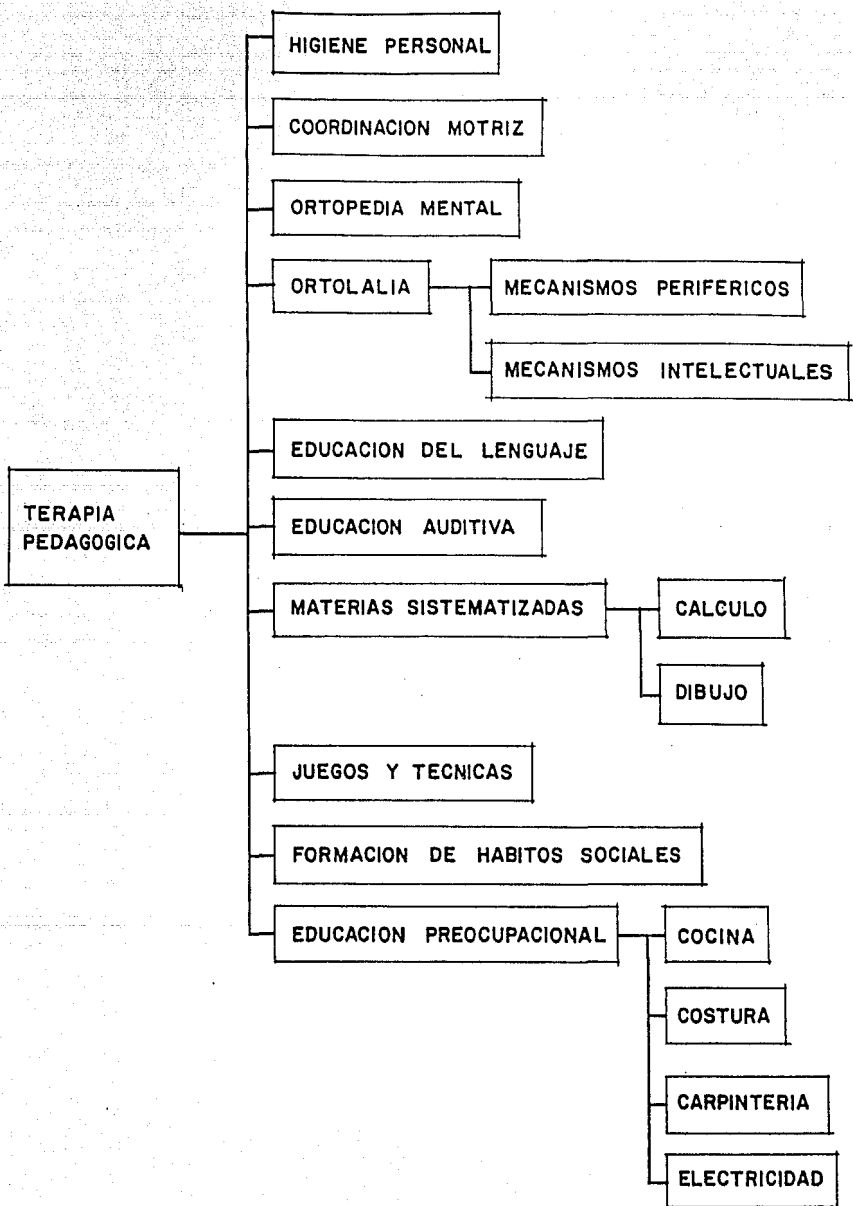 HIGIENE PERSONAL
COORDINACION MOTRIZ
ORTOPEDIA MENTAL
ORTOLALIA
MECANISMOS PERIFERICOS
MECANISMOS INTELECTUALES
EDUCACION DEL LENGUAJE
TERAPIA
PEDAGOGICA
EDUCACION AUDITIVA
MATERIAS SISTEMATIZADAS
CALCULO
DIBUJO
JUEGOS Y TECNICAS
FORMACION DE HABITOS SOCIALES
EDUCACION PREOCUPACIONAL
COCINA
COSTURA
CARPINTERIA
ELECTRICIDAD